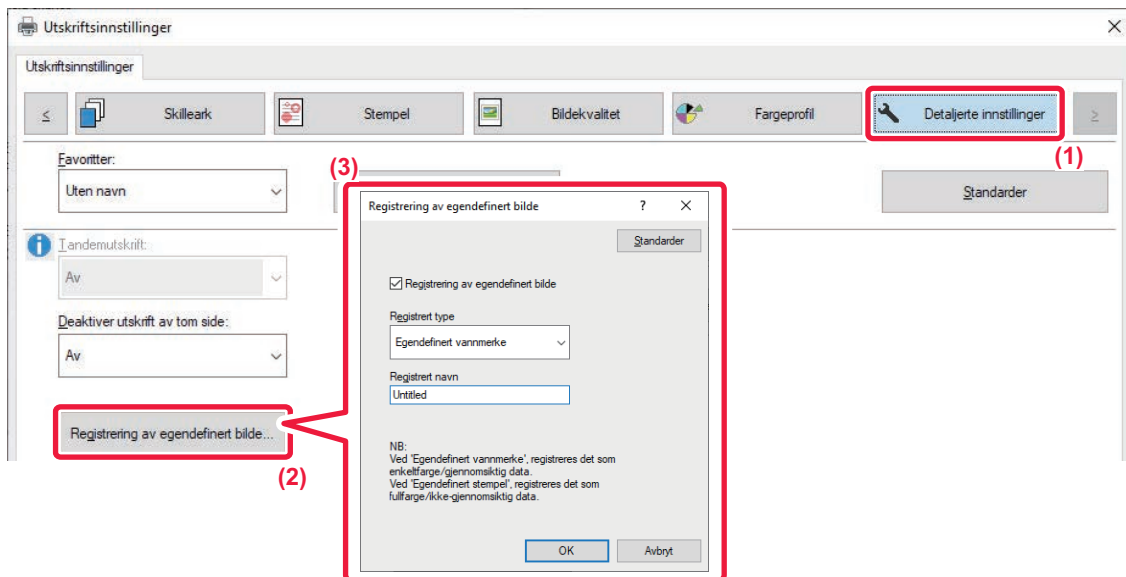 Utskriftsinnstillinger
Utskriftsinnstillinger
< Skilleark Stempel Bildekvalitet Fargeprofil Detaljerte innstillinger >
(1)
Favoritter:
(3)
Uten navn
Standarder
Registrering av egendefinert bilde ? ×
Standarder
Tandemutskrift:
Av
Registrering av egendefinert bilde
Deaktiver utskrift av tom side:
Registrert type
Av
Egendefinert vannmerke
Registrert navn
Untitled
Registrering av egendefinert bilde...
(2)
NB:
Ved 'Egendefinert vannmerke', registreres det som
enkeltfarge/gjennomsiktig data.
Ved 'Egendefinert stempel', registreres det som
fullfarge/ikke-gjennomsiktig data.
OK Avbryt